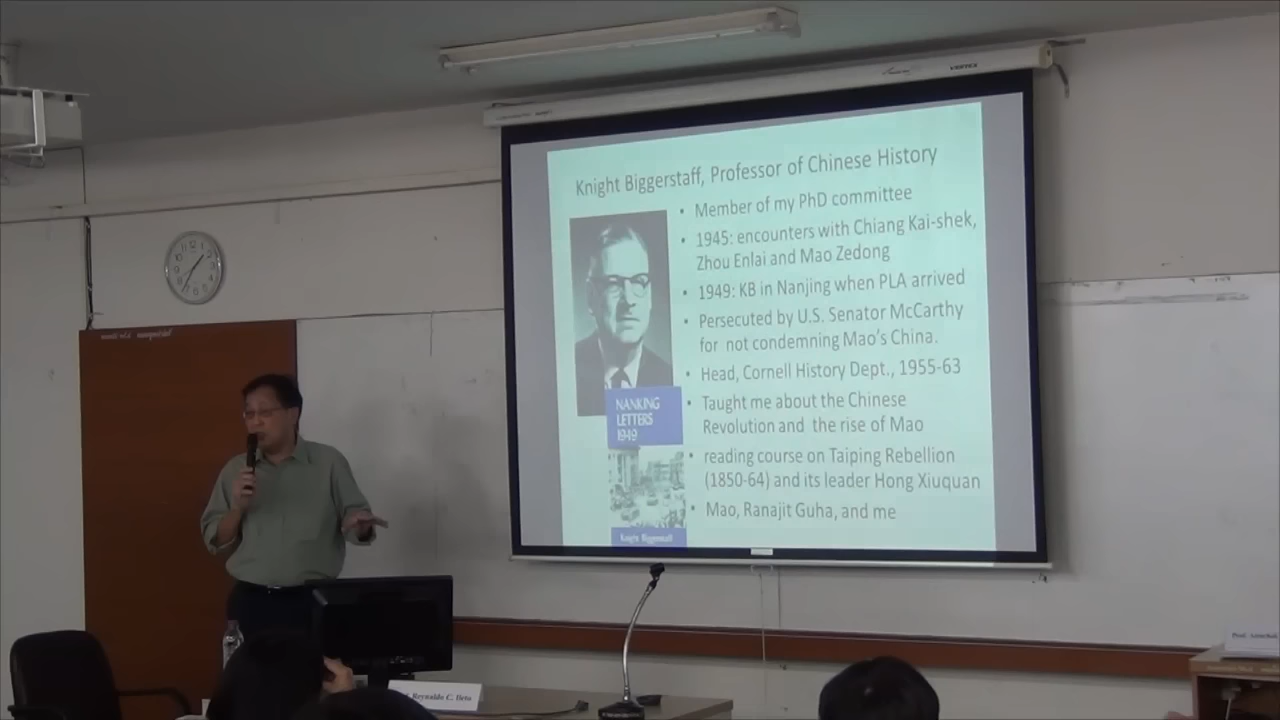 Knight Biggerstaff, Professor of Chinese History
• Member of my PhD committee
• 1945: encounters with Chiang Kai-shek,
Zhou Enlai and Mao Zedong
• 1949: KB in Nanjing when PLA arrived
• Persecuted by U.S. Senator McCarthy
for not condemning Mao's China.
• Head, Cornell History Dept., 1955-63
• Taught me about the Chinese
Revolution and the rise of Mao
• reading course on Taiping Rebellion
(1850-64) and its leader Hong Xiuquan
• Mao, Ranajit Guha, and me
NANKING
LETTERS
1949
Knight Biggerstaff
Reynaldo C. Ileto
VERTEX
Prof.